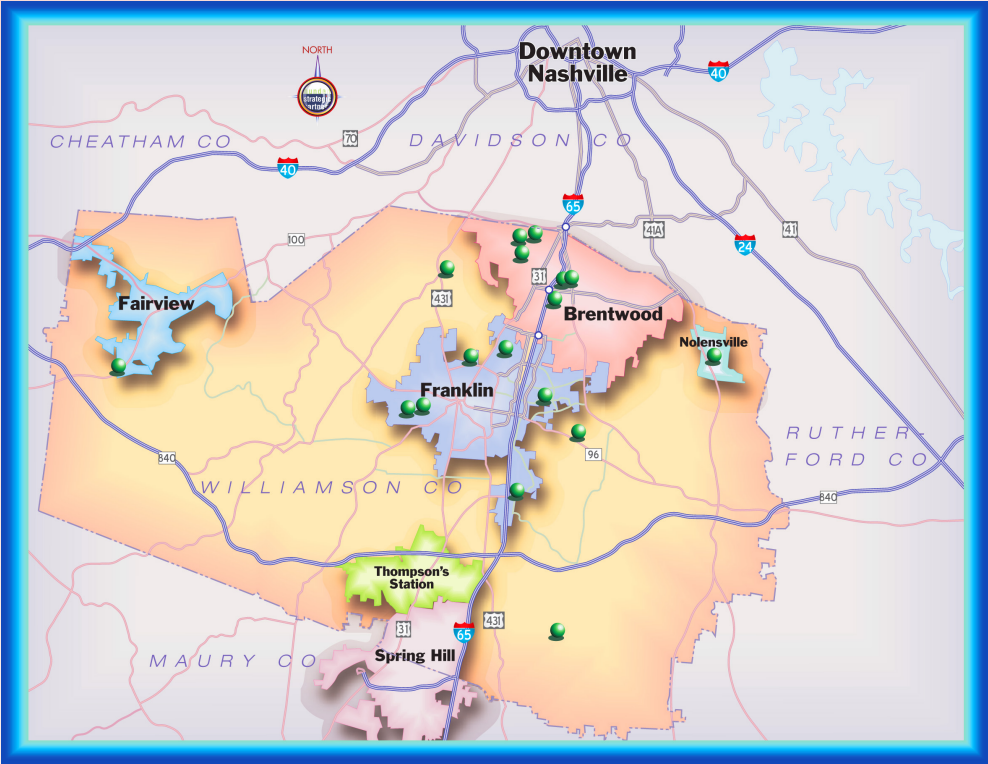 NORTH
strategic
Downtown
Nashville
40
CHEATHAM CO
70
DAVIDSON CO
40
65
41A
41
24
100
31
431
Fairview
Brentwood
Nolensville
Franklin
RUTHER-
FORD CO
96
840
WILLIAMSON CO
840
Thompson's
Station
31
431
65
Spring Hill
MAURY CO